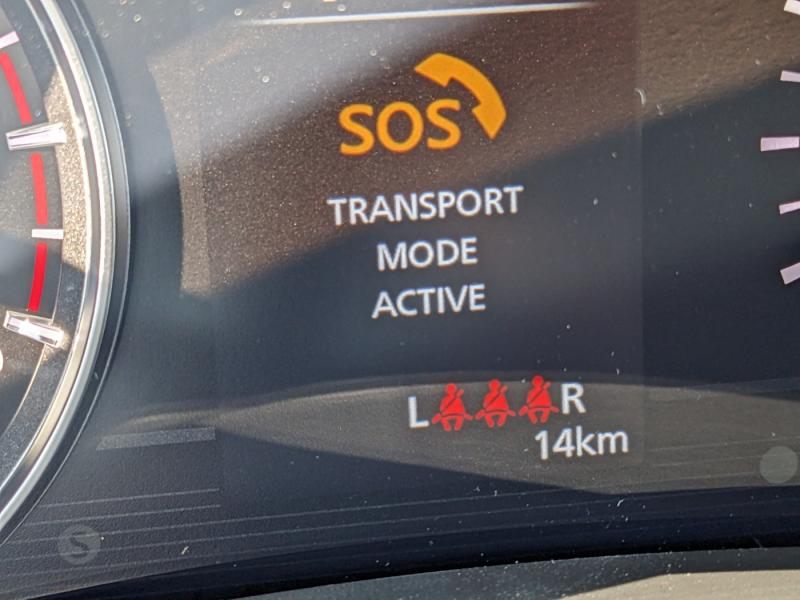 SOS
TRANSPORT
MODE
ACTIVE
L R
14km